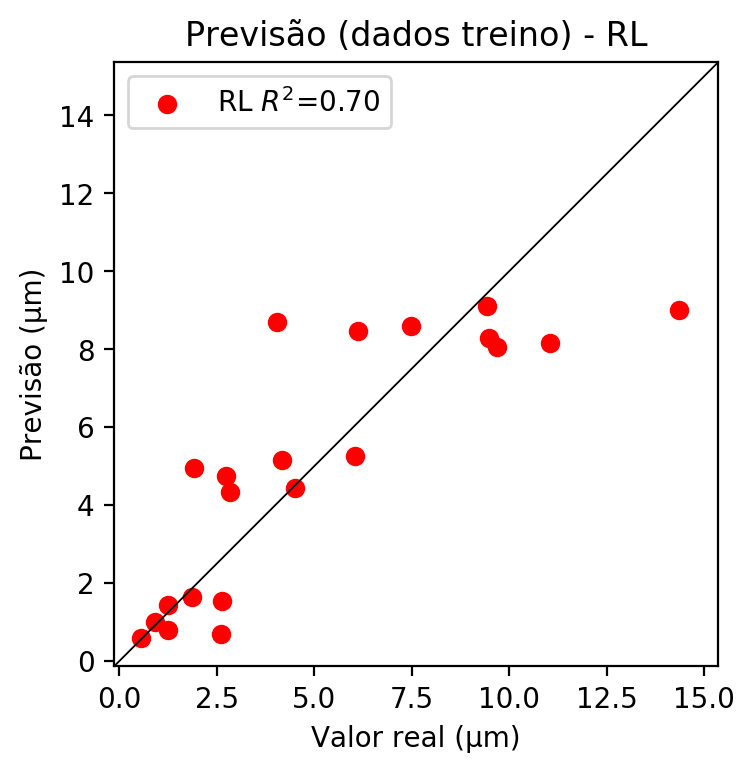 Previsão (dados treino) - RL
RL R²=0.70
14
12
10
8
6
4
2
0
Previsão (µm)
0.0 2.5 5.0 7.5 10.0 12.5 15.0
Valor real (µm)